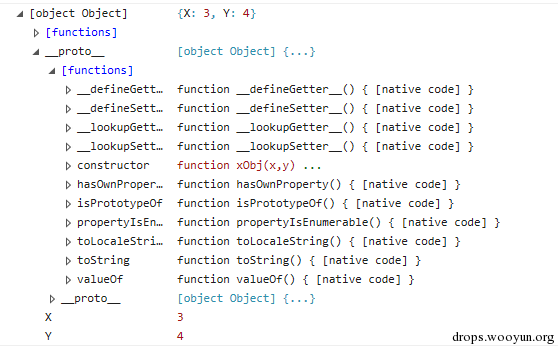 [object Object] {X: 3, Y: 4}
[functions]
__proto__ [object Object] {...}
[functions]
__defineGett... function __defineGetter__() { [native code] }
__defineSett... function __defineSetter__() { [native code] }
__lookupGett... function __lookupGetter__() { [native code] }
__lookupSett... function __lookupSetter__() { [native code] }
constructor function xObj(x,y) ...
hasOwnProper... function hasOwnProperty() { [native code] }
isPrototypeOf function isPrototypeOf() { [native code] }
propertyIsEn... function propertyIsEnumerable() { [native code] }
toLocaleStri... function toLocaleString() { [native code] }
toString function toString() { [native code] }
valueOf function valueOf() { [native code] }
__proto__ [object Object] {...}
X 3
Y 4
drops.wooyun.org